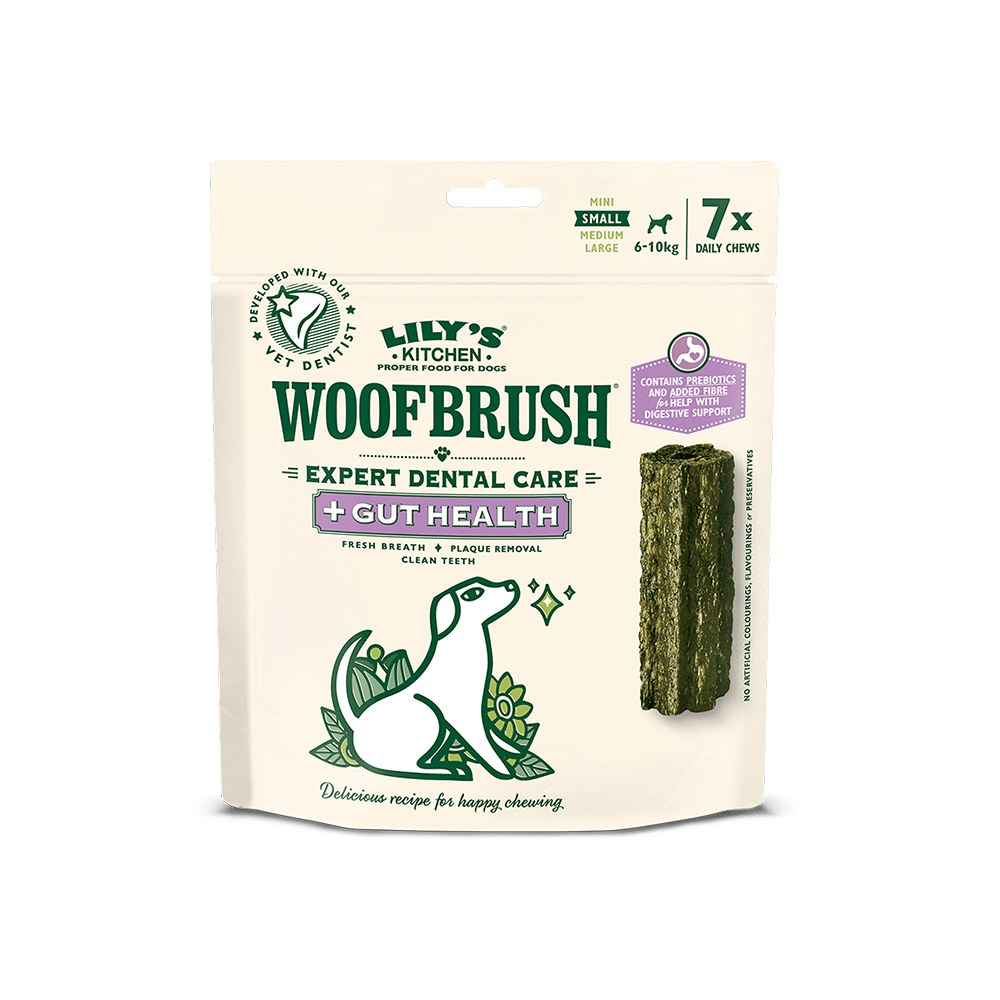 MINI
SMALL
MEDIUM
LARGE
6-10kg
7x
DAILY CHEWS
DEVELOPED WITH OUR
VET DENTIST
LILY'S®
• KITCHEN •
PROPER FOOD FOR DOGS
WOOFBRUSH®
EXPERT DENTAL CARE
+ GUT HEALTH
FRESH BREATH ✦ PLAQUE REMOVAL
CLEAN TEETH
CONTAINS PREBIOTICS
AND ADDED FIBRE
for HELP WITH
DIGESTIVE SUPPORT
NO ARTIFICIAL COLOURINGS, FLAVOURINGS or PRESERVATIVES
Delicious recipe for happy chewing